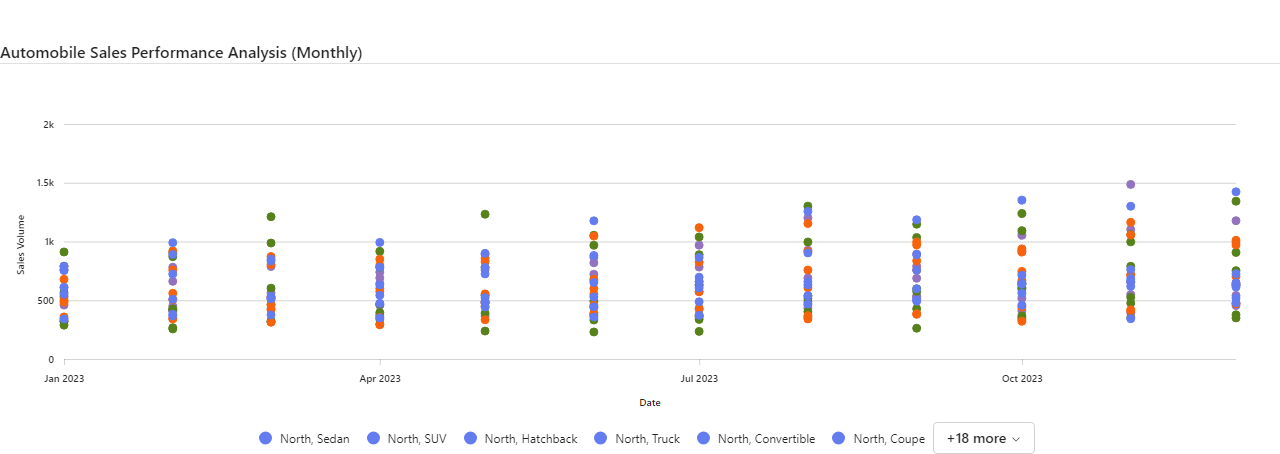 Automobile Sales Performance Analysis (Monthly)
2k
1.5k
1k
500
0
Sales Volume
Jan 2023 Apr 2023 Jul 2023 Oct 2023
Date
North, Sedan North, SUV North, Hatchback North, Truck North, Convertible North, Coupe +18 more